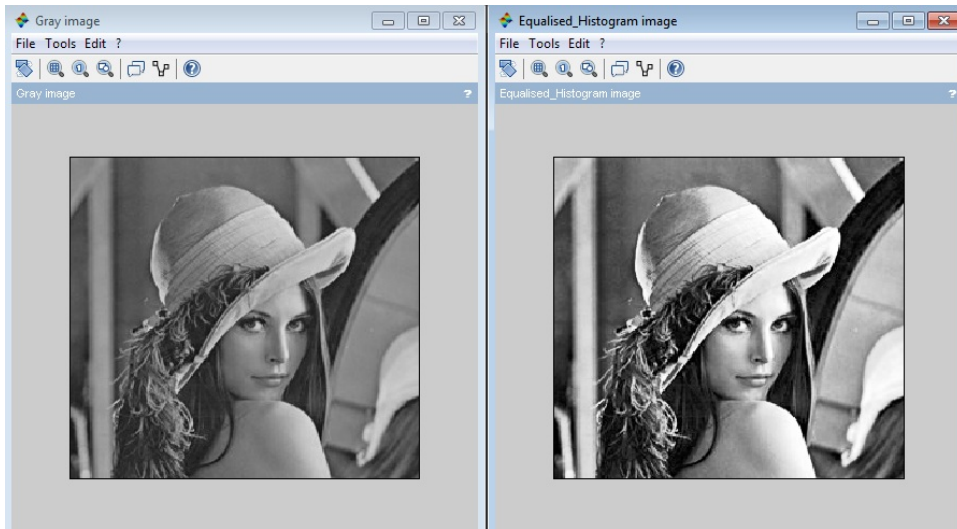 Gray image
File Tools Edit ?
Gray image ?
Equalised_Histogram image
File Tools Edit ?
Equalised_Histogram image ?